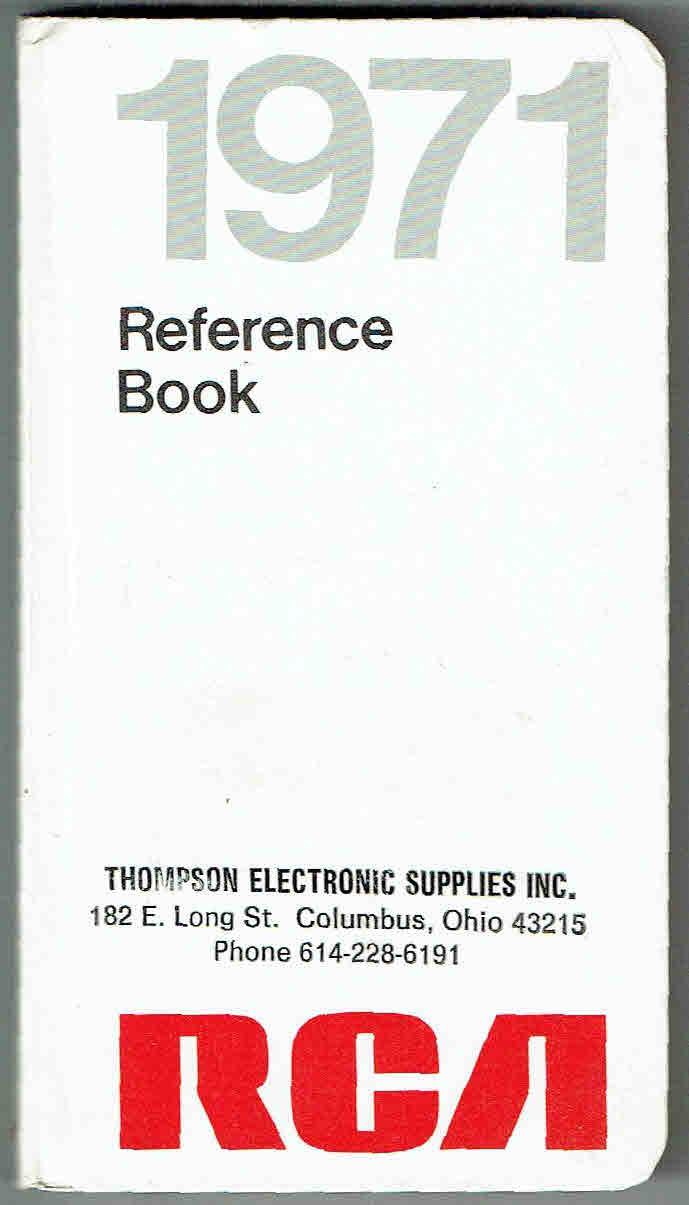 1971
Reference
Book
THOMPSON ELECTRONIC SUPPLIES INC.
182 E. Long St. Columbus, Ohio 43215
Phone 614-228-6191
RCA